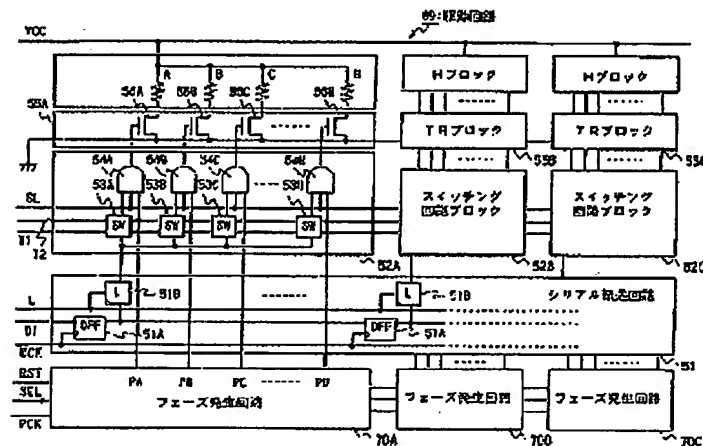 60:駆動回路
VCC
A B C H
Hブロック Hブロック
56A 56B 56C 56H
55A
TRブロック TRブロック
55B
54A 54B 54C 54H
53A 53B 53C 53H
SL
SW SW SW SW
スイッチング回路ブロック スイッチング回路ブロック
T1
T2
52A 52B 52C
L 51B L 51B
シリアル転送回路
L
DI
DFF 51A DFF 51A
51
RST
SEL
PCK
PA PB PC PH
フェーズ発生回路 フェーズ発生回路 フェーズ発生回路
70A 70C